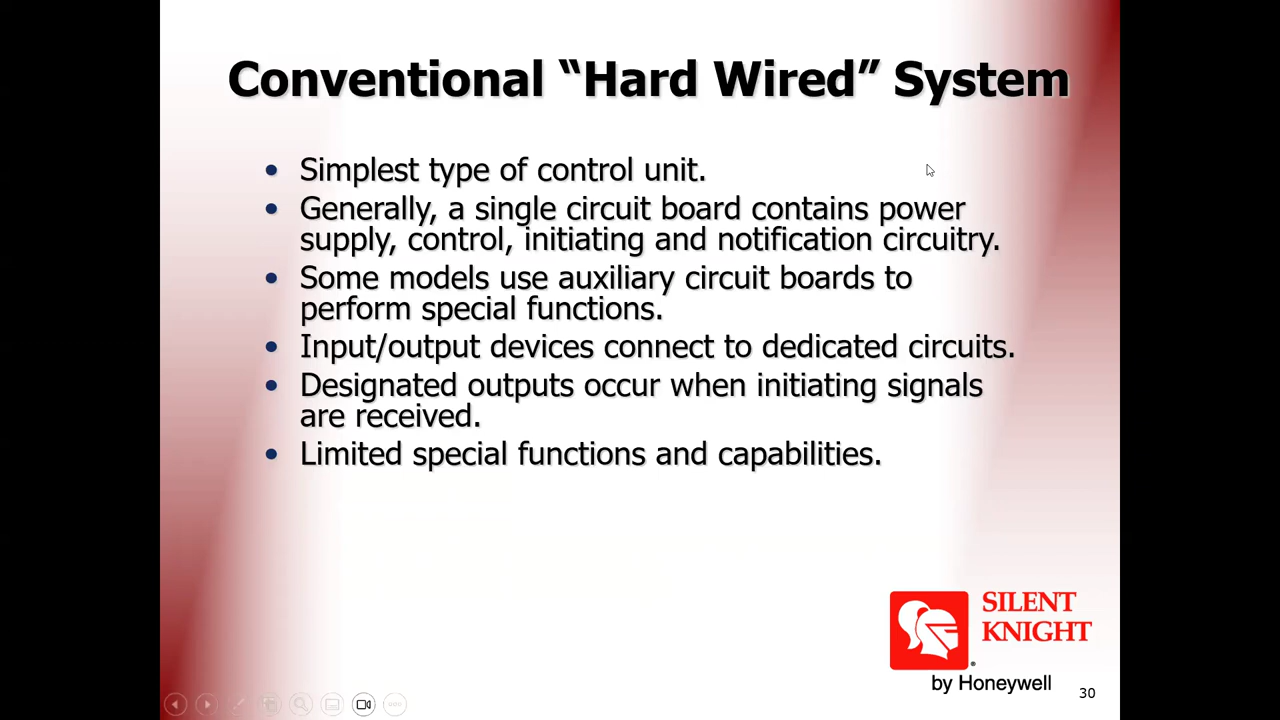 Conventional “Hard Wired” System
• Simplest type of control unit.
• Generally, a single circuit board contains power
supply, control, initiating and notification circuitry.
• Some models use auxiliary circuit boards to
perform special functions.
• Input/output devices connect to dedicated circuits.
• Designated outputs occur when initiating signals
are received.
• Limited special functions and capabilities.
SILENT
KNIGHT
by Honeywell
30